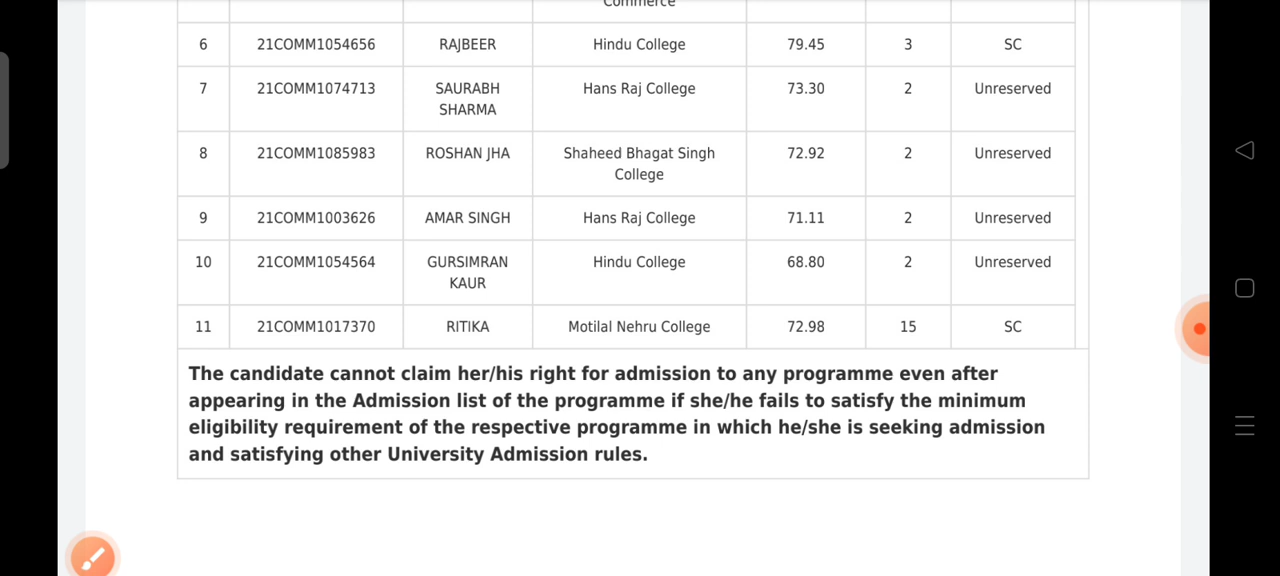 Commerce
6 21COMM1054656 RAJBEER Hindu College 79.45 3 SC
7 21COMM1074713 SAURABH SHARMA Hans Raj College 73.30 2 Unreserved
8 21COMM1085983 ROSHAN JHA Shaheed Bhagat Singh College 72.92 2 Unreserved
9 21COMM1003626 AMAR SINGH Hans Raj College 71.11 2 Unreserved
10 21COMM1054564 GURSIMRAN KAUR Hindu College 68.80 2 Unreserved
11 21COMM1017370 RITIKA Motilal Nehru College 72.98 15 SC
The candidate cannot claim her/his right for admission to any programme even after
appearing in the Admission list of the programme if she/he fails to satisfy the minimum
eligibility requirement of the respective programme in which he/she is seeking admission
and satisfying other University Admission rules.